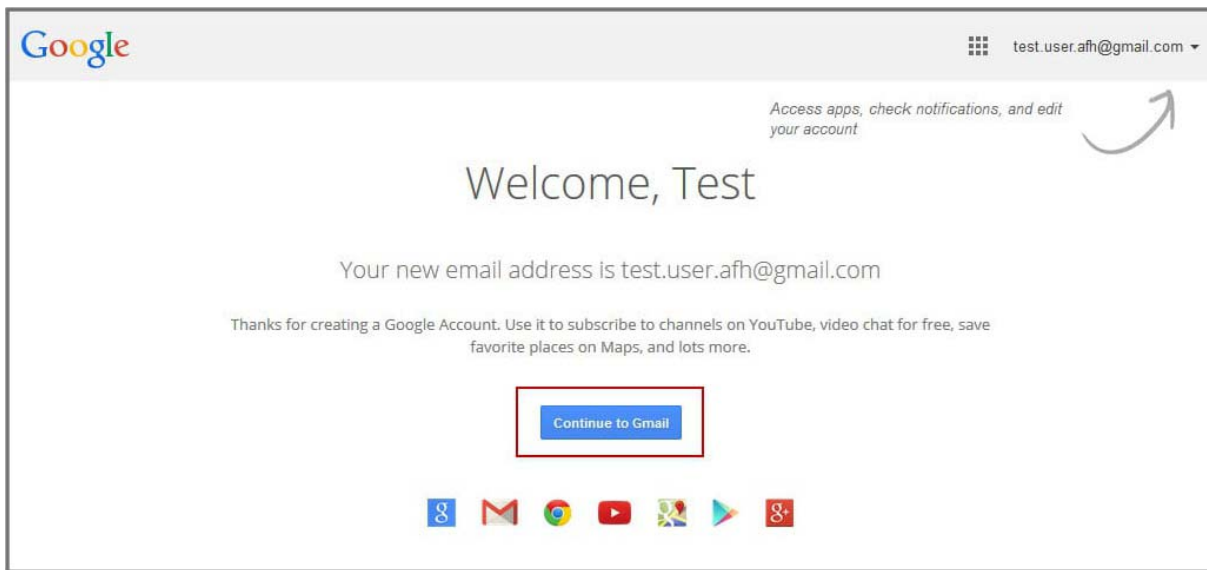 Google
test.user.afh@gmail.com
Access apps, check notifications, and edit
your account
Welcome, Test
Your new email address is test.user.afh@gmail.com
Thanks for creating a Google Account. Use it to subscribe to channels on YouTube, video chat for free, save
favorite places on Maps, and lots more.
Continue to Gmail
8 g+